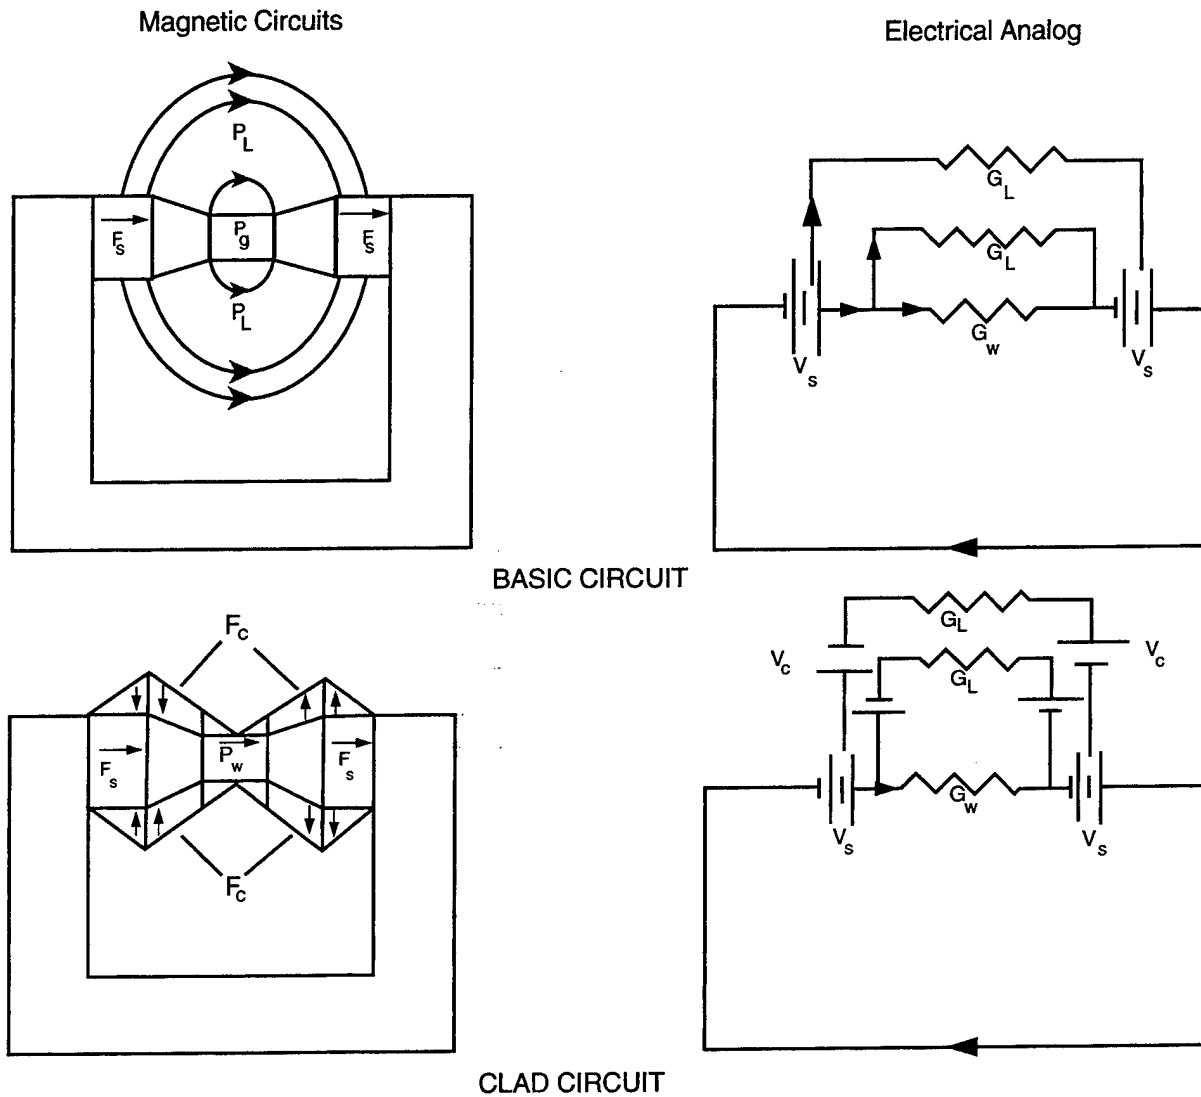 Magnetic Circuits
Electrical Analog
P_L
F_s
P_g
F_s
P_L
G_L
G_L
G_w
V_s
V_s
BASIC CIRCUIT
F_c
F_s
P_w
F_s
F_c
G_L
V_c
V_c
G_L
G_w
V_s
V_s
CLAD CIRCUIT